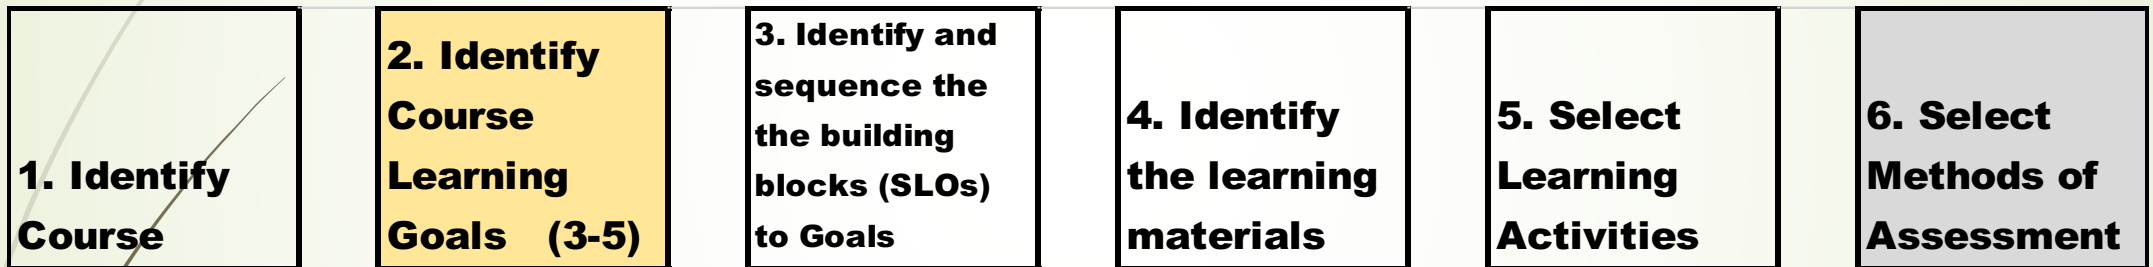 1. Identify
Course
2. Identify
Course
Learning
Goals (3-5)
3. Identify and
sequence the
the building
blocks (SLOs)
to Goals
4. Identify
the learning
materials
5. Select
Learning
Activities
6. Select
Methods of
Assessment